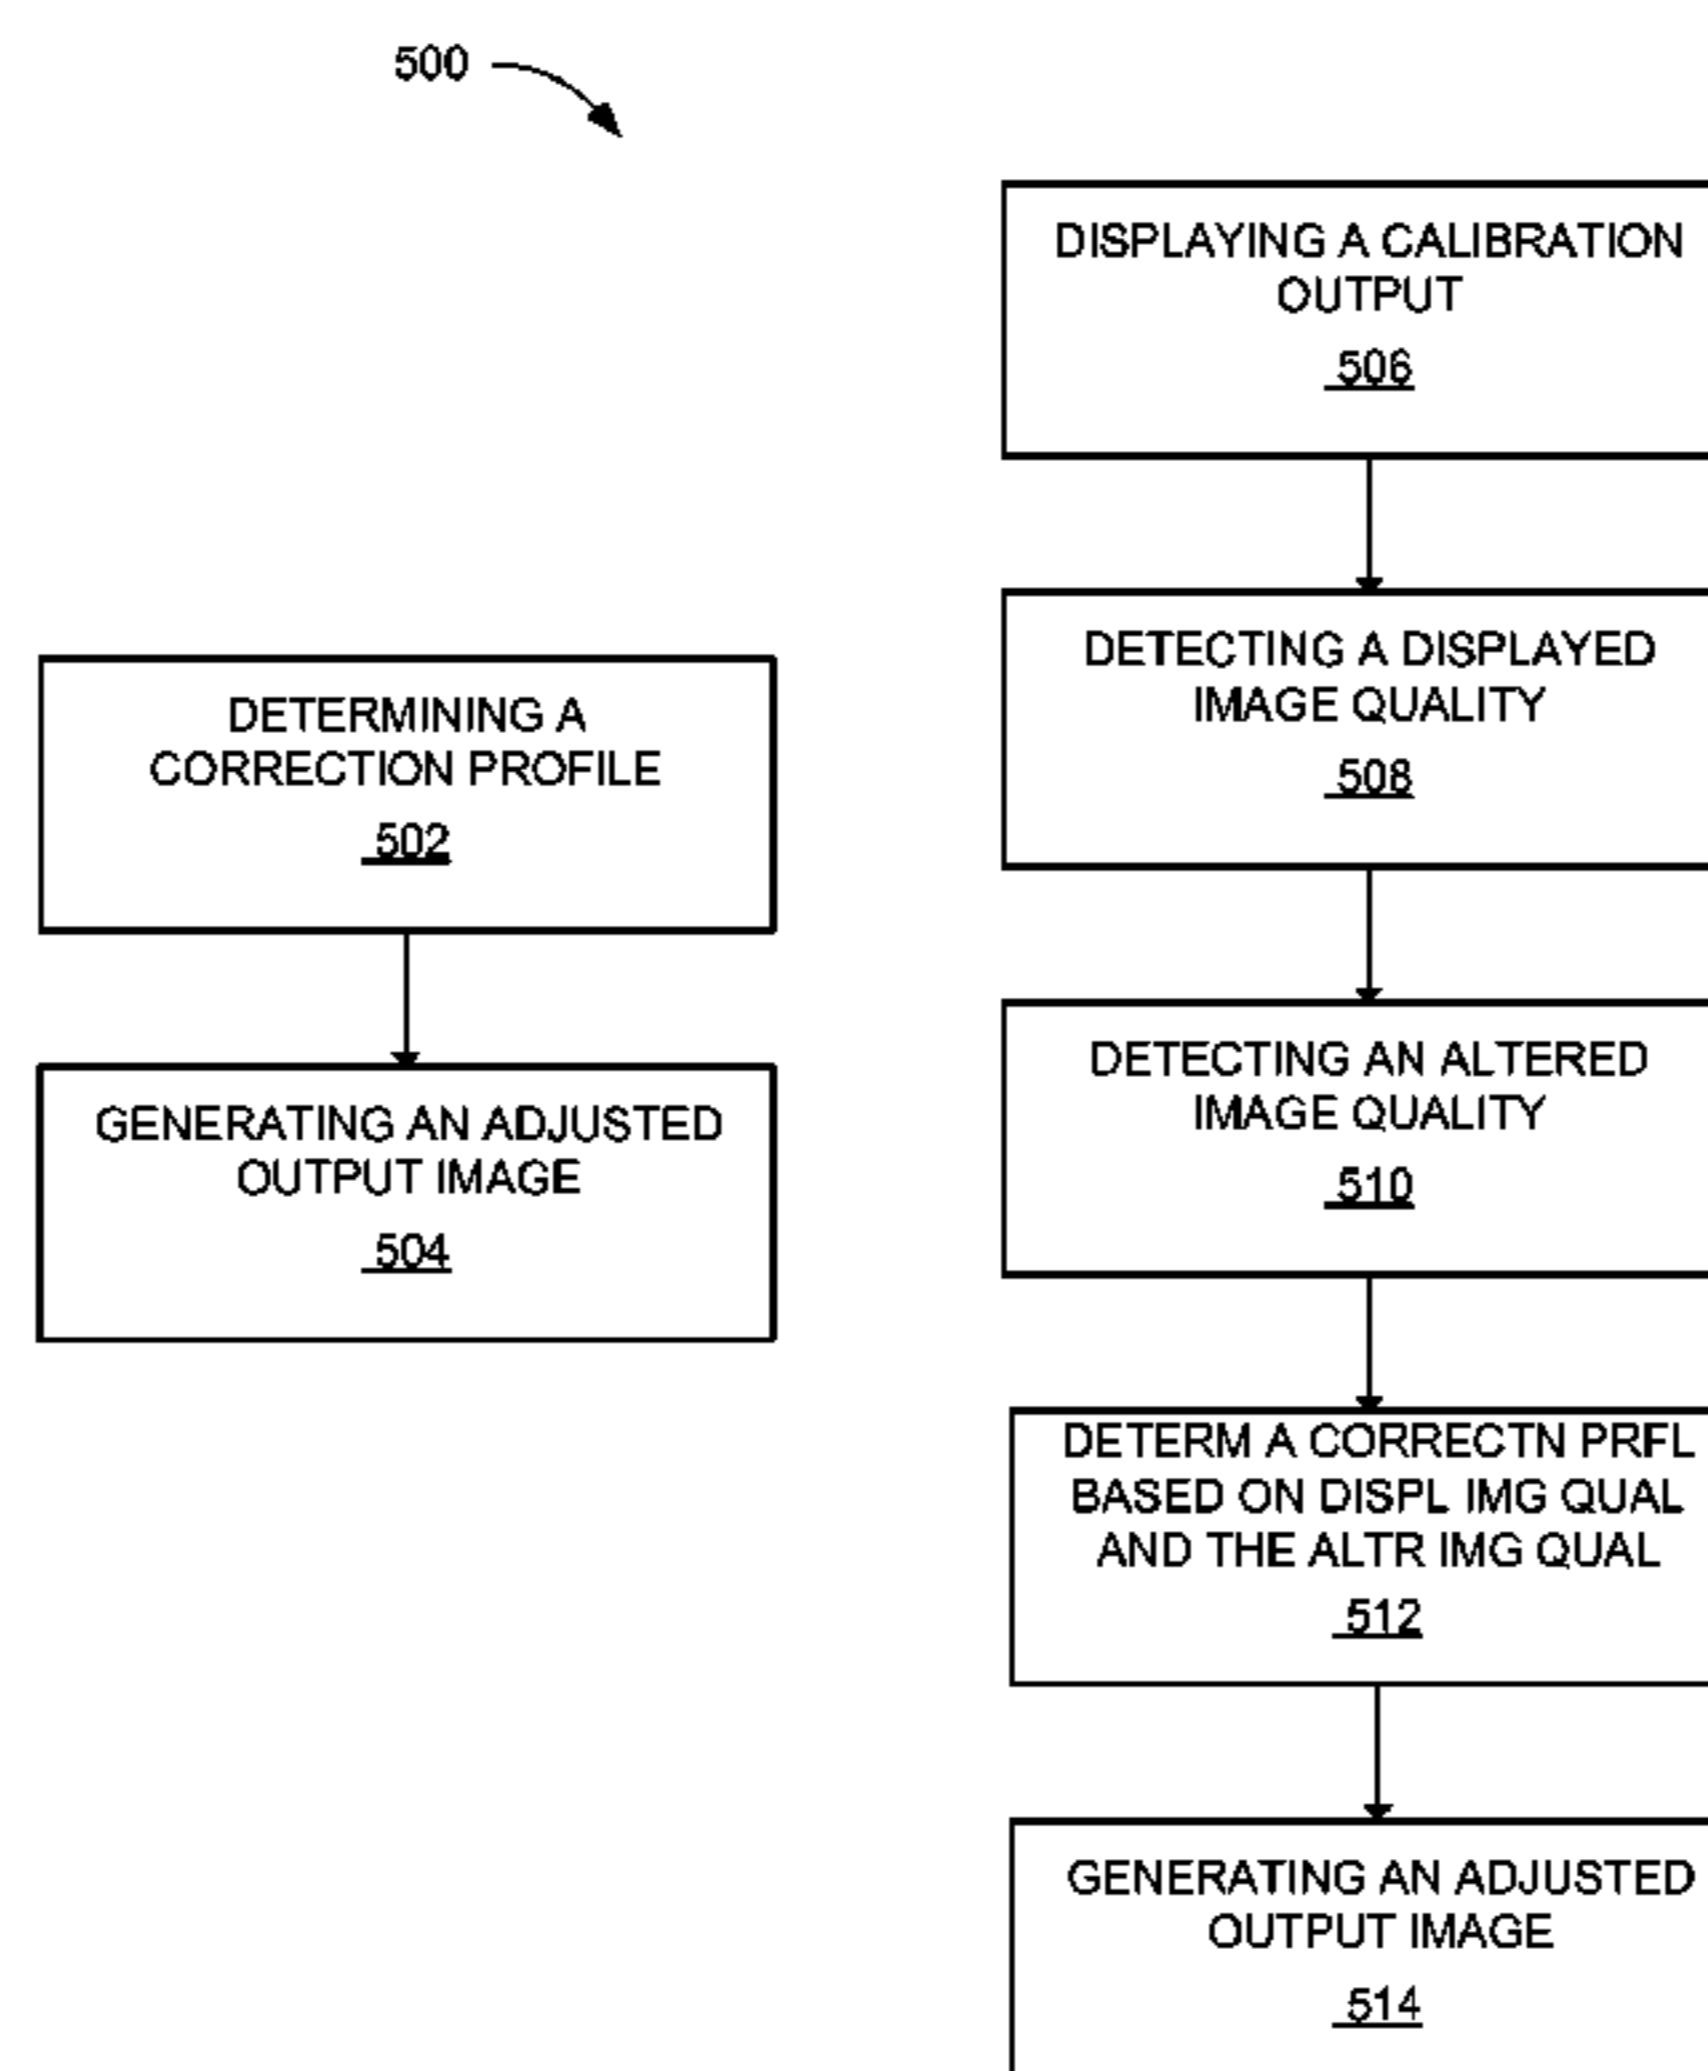 500
DETERMINING A
CORRECTION PROFILE
502
GENERATING AN ADJUSTED
OUTPUT IMAGE
504
DISPLAYING A CALIBRATION
OUTPUT
506
DETECTING A DISPLAYED
IMAGE QUALITY
508
DETECTING AN ALTERED
IMAGE QUALITY
510
DETERM A CORRECTN PRFL
BASED ON DISPL IMG QUAL
AND THE ALTR IMG QUAL
512
GENERATING AN ADJUSTED
OUTPUT IMAGE
514